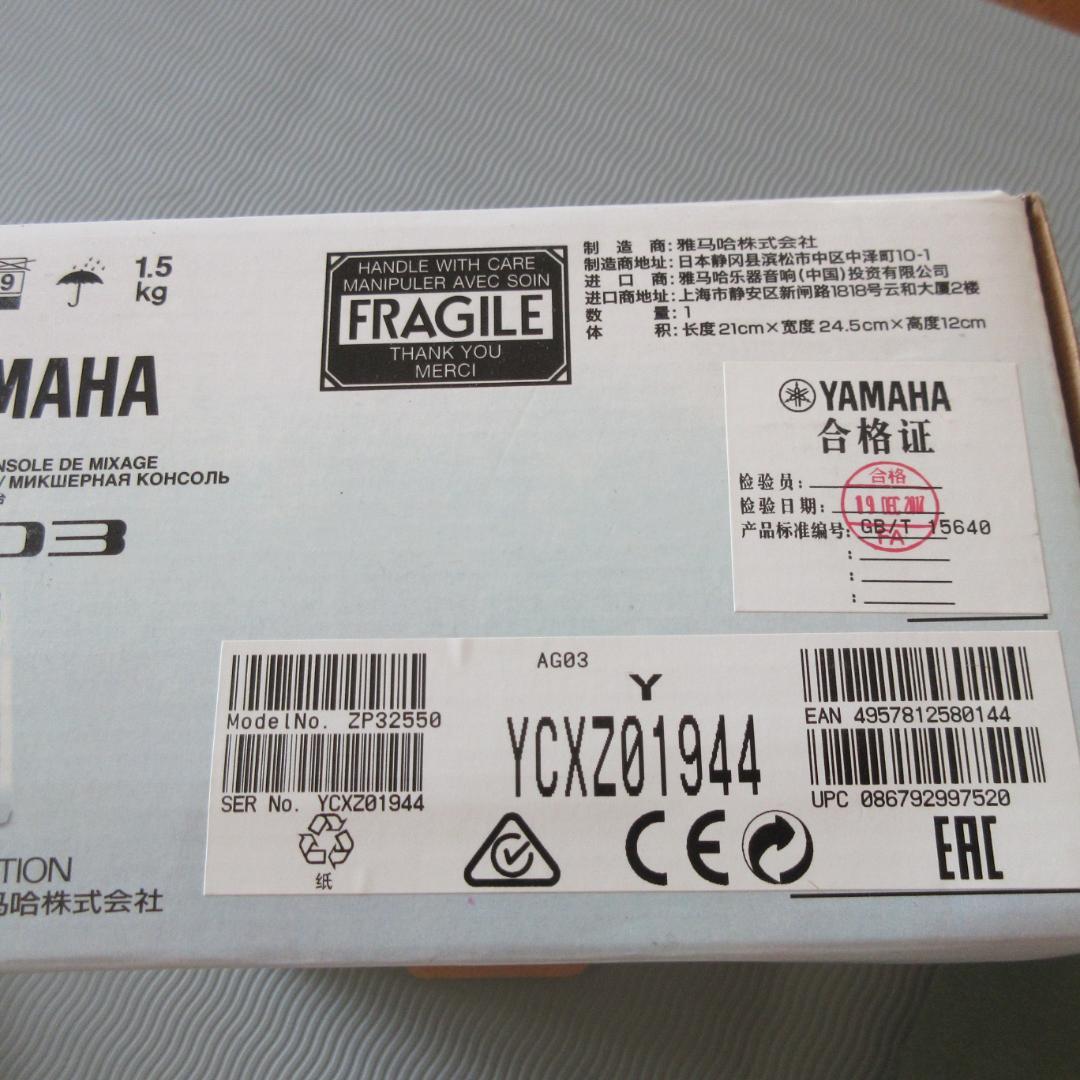 9
1.5
kg
HANDLE WITH CARE
MANIPULER AVEC SOIN
FRAGILE
THANK YOU
MERCI
制造商:雅马哈株式会社
制造商地址:日本静冈县滨松市中区中泽町10-1
进口商:雅马哈乐器音响(中国)投资有限公司
进口商地址:上海市静安区新闸路1818号云和大厦2楼
数量:1
体积:长度21cm×宽度24.5cm×高度12cm
MAHA
NSOLE DE MIXAGE
/ МИКШЕРНАЯ КОНСОЛЬ
台
03
YAMAHA
合格证
检验员:
合格
检验日期:
19 DEC 2017
产品标准编号: GB/T 15640
FA
:
:
:
AG03
Y
ModelNo. ZP32550
YCXZ01944
EAN 4957812580144
SER No. YCXZ01944
UPC 086792997520
纸
CE
EAC
TION
马哈株式会社